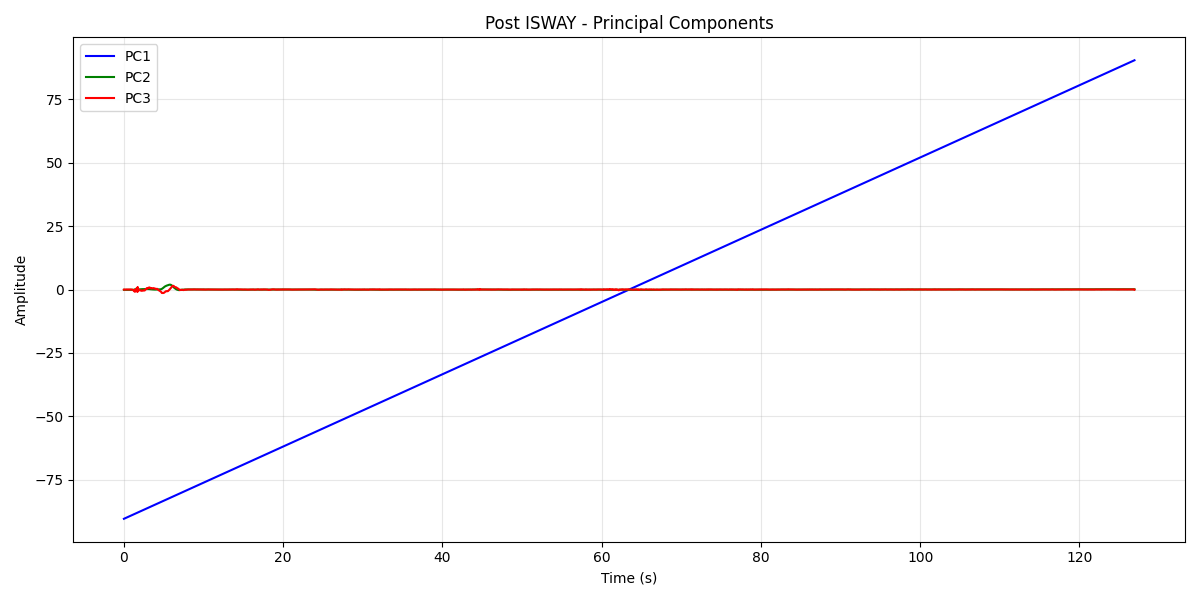 Post ISWAY - Principal Components
PC1
PC2
PC3
Amplitude
75
50
25
0
−25
−50
−75
0 20 40 60 80 100 120
Time (s)